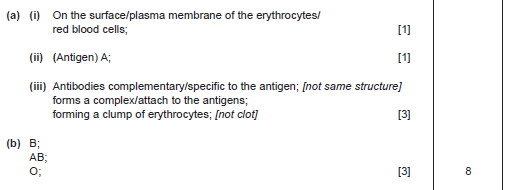 (a) (i) On the surface/plasma membrane of the erythrocytes/
red blood cells; [1]
(ii) (Antigen) A; [1]
(iii) Antibodies complementary/specific to the antigen; [not same structure]
forms a complex/attach to the antigens;
forming a clump of erythrocytes; [not clot] [3]
(b) B;
AB;
O; [3] 8